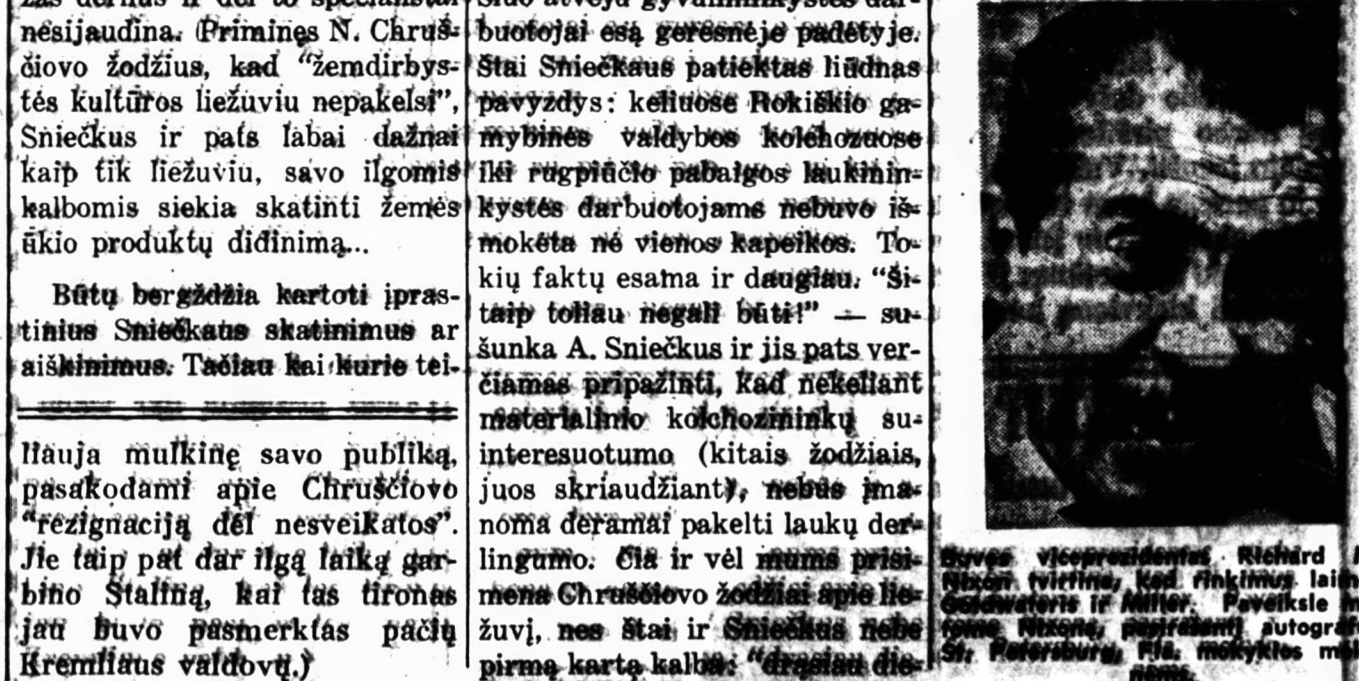 nesijaudina. (Priminęs N. Chruš-
čiovo žodžius, kad “žemdirbys-
tės kultūros liežuviu nepakelsi”,
Sniečkus ir pats labai dažnai
kaip tik liežuviu, savo ilgomis
kalbomis siekia skatinti žemės
ūkio produktų didinimą...
Būtų bergždžia kartoti įpras-
tinius Sniečkaus skatinimus ar
aiškinimus. Tačiau kai kurie tei-
liauja mulkinę savo publiką,
pasakodami apie Chruščiovo
“rezignaciją dėl nesveikatos”.
Jie taip pat dar ilgą laiką gar-
bino Staliną, kai tas tironas
jau buvo pasmerktas pačių
Kremliaus valdovų.)
buotojai esą geresnėje padėtyje.
Štai Sniečkaus patiektas liūdnas
pavyzdys: keliuose Rokiškio ga-
mybinės valdybos kolchozuose
iki rugpiūčio pabaigos laukinin-
kystės darbuotojams nebuvo iš-
mokėta nė vienos kapeikos. To-
kių faktų esama ir daugiau. “Ši-
taip toliau negali būti!” — su-
šunka A. Sniečkus ir jis pats ver-
čiamas pripažinti, kad nekeliant
materialinio kolchozininkų su-
interesuotumo (kitais žodžiais,
juos skriaudžiant), nebus įma-
noma deramai pakelti laukų der-
lingumo. Čia ir vėl mums prisi-
mena Chruščiovo žodžiai apie lie-
žuvį, nes štai ir Sniečkus nebe
pirmą kartą kalba: “drąsiau die-
Buvęs viceprezidentas Richard
Nixon tvirtina, kad rinkimus laim
Goldwateris ir Miller. Paveiksle m
tome Nixoną, pasirašantį autogra
St. Petersburg, Fla. mokyklos mo
nėms.